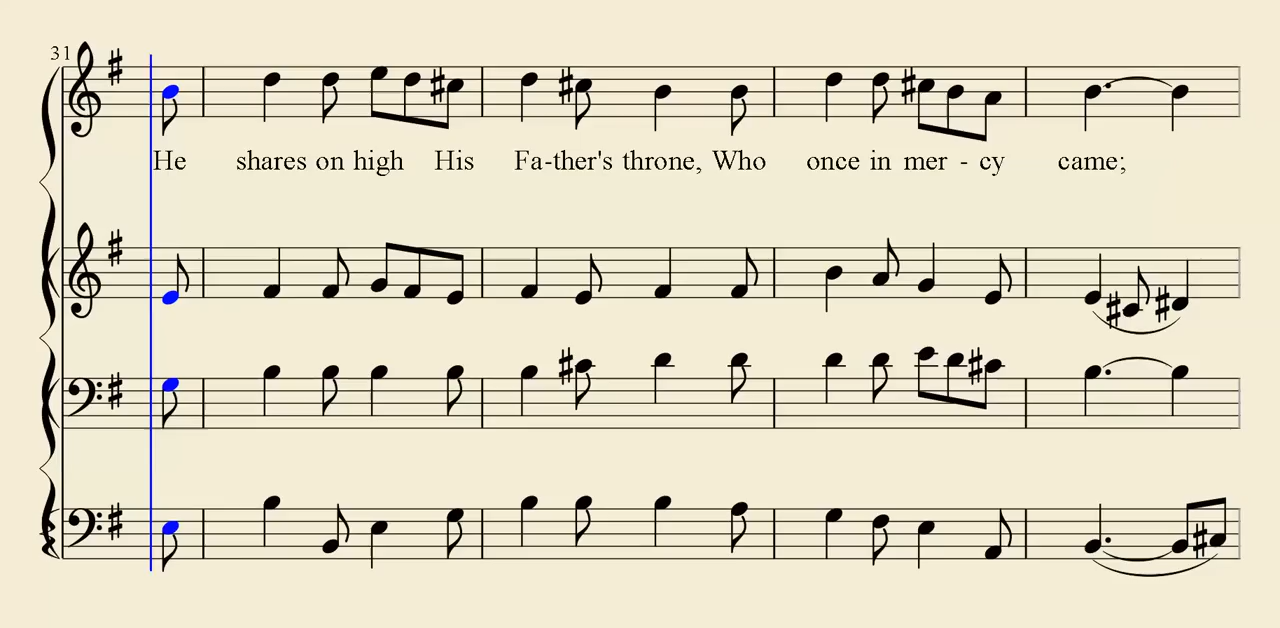 31
He shares on high His Fa-ther's throne, Who once in mer - cy came;